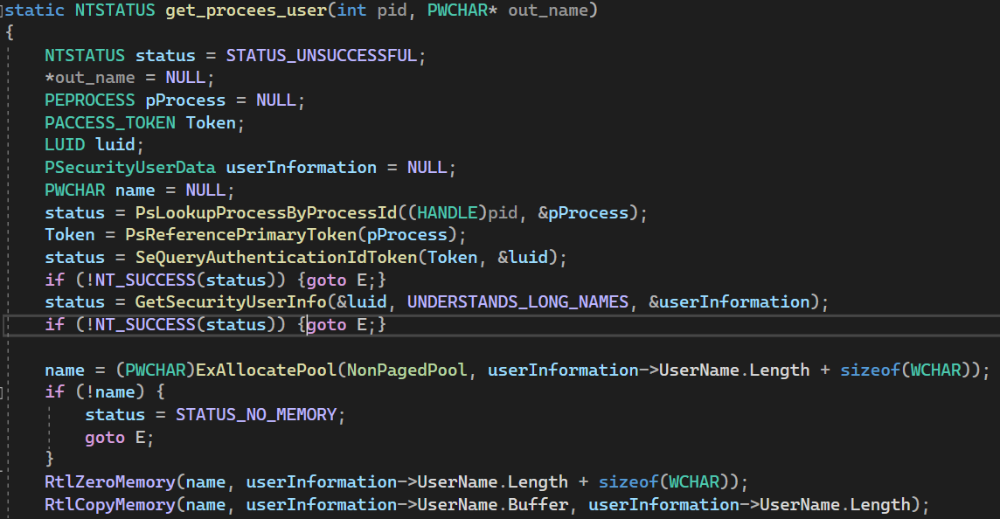 static NTSTATUS get_procees_user(int pid, PWCHAR* out_name)
{
    NTSTATUS status = STATUS_UNSUCCESSFUL;
    *out_name = NULL;
    PEPROCESS pProcess = NULL;
    PACCESS_TOKEN Token;
    LUID luid;
    PSecurityUserData userInformation = NULL;
    PWCHAR name = NULL;
    status = PsLookupProcessByProcessId((HANDLE)pid, &pProcess);
    Token = PsReferencePrimaryToken(pProcess);
    status = SeQueryAuthenticationIdToken(Token, &luid);
    if (!NT_SUCCESS(status)) {goto E;}
    status = GetSecurityUserInfo(&luid, UNDERSTANDS_LONG_NAMES, &userInformation);
    if (!NT_SUCCESS(status)) {goto E;}

    name = (PWCHAR)ExAllocatePool(NonPagedPool, userInformation->UserName.Length + sizeof(WCHAR));
    if (!name) {
        status = STATUS_NO_MEMORY;
        goto E;
    }
    RtlZeroMemory(name, userInformation->UserName.Length + sizeof(WCHAR));
    RtlCopyMemory(name, userInformation->UserName.Buffer, userInformation->UserName.Length);